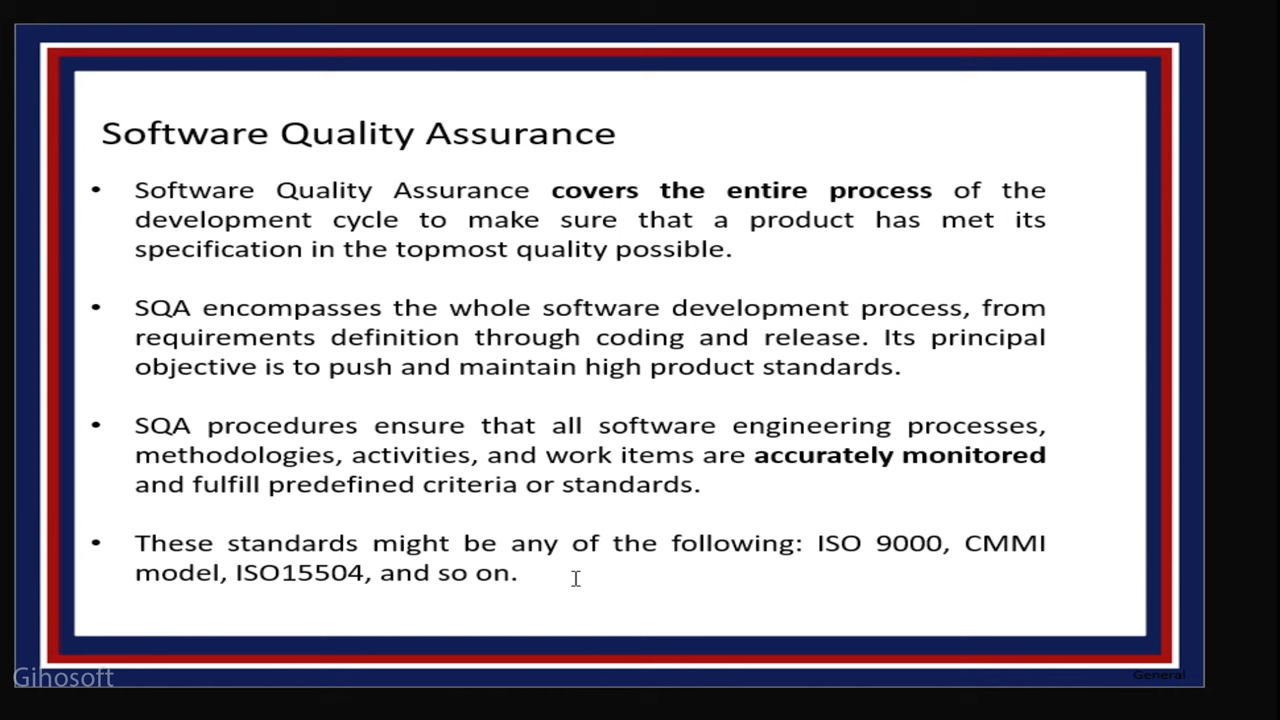 Software Quality Assurance
• Software Quality Assurance covers the entire process of the
development cycle to make sure that a product has met its
specification in the topmost quality possible.
• SQA encompasses the whole software development process, from
requirements definition through coding and release. Its principal
objective is to push and maintain high product standards.
• SQA procedures ensure that all software engineering processes,
methodologies, activities, and work items are accurately monitored
and fulfill predefined criteria or standards.
• These standards might be any of the following: ISO 9000, CMMI
model, ISO15504, and so on.
Gihosoft
General